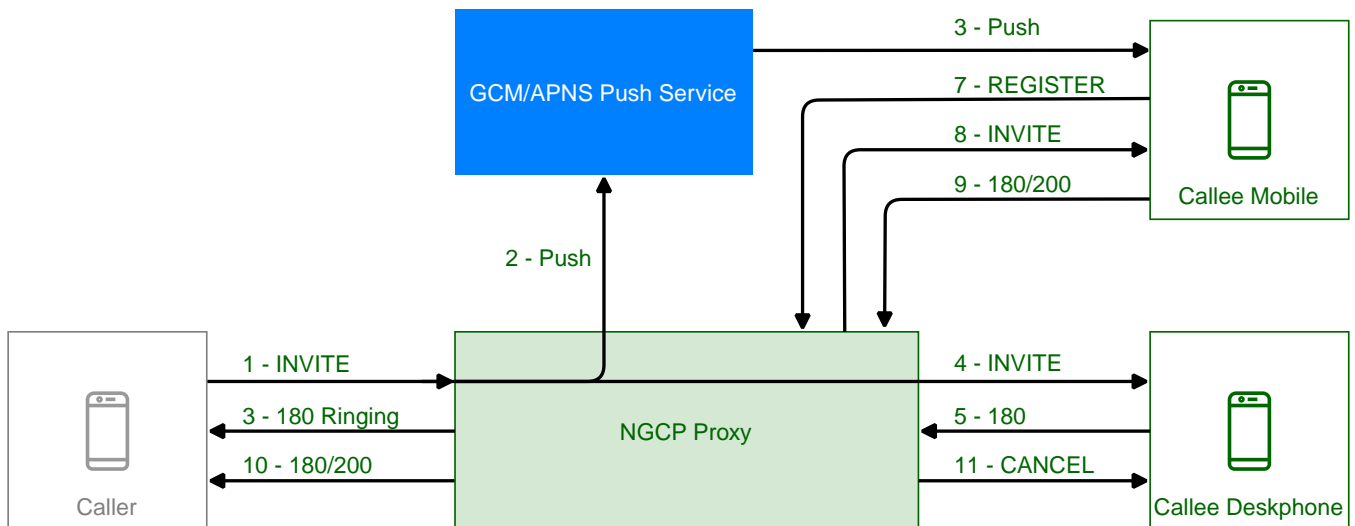 3 - Push
GCM/APNS Push Service
7 - REGISTER
8 - INVITE
9 - 180/200
Callee Mobile
2 - Push
1 - INVITE
4 - INVITE
3 - 180 Ringing
NGCP Proxy
5 - 180
10 - 180/200
11 - CANCEL
Caller
Callee Deskphone